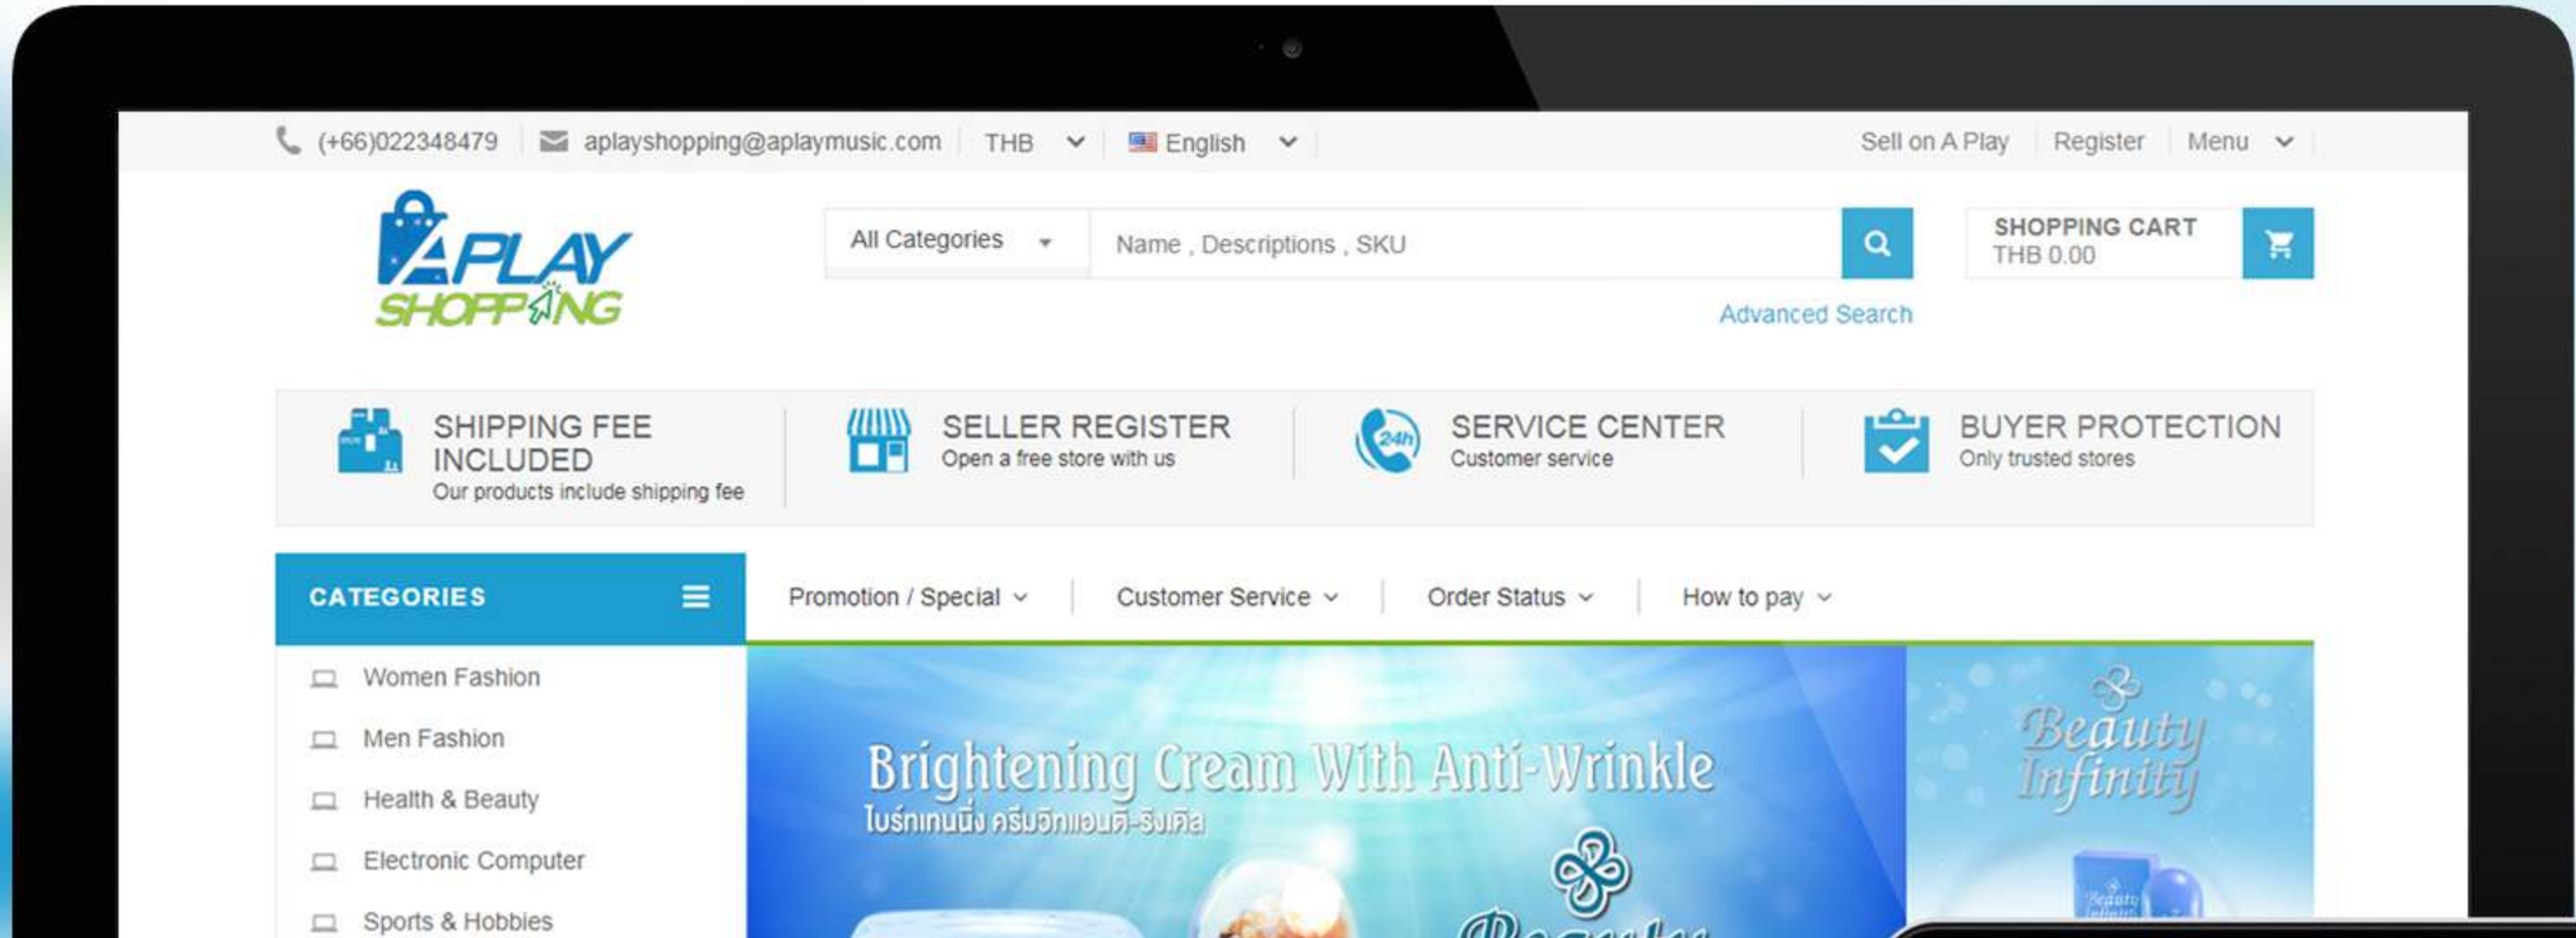 (+66)022348479
aplayshopping@aplaymusic.com
THB
English
Sell on A Play
Register
Menu
APLAY
SHOPPING
All Categories
Name , Descriptions , SKU
SHOPPING CART
THB 0.00
Advanced Search
SHIPPING FEE
INCLUDED
Our products include shipping fee
SELLER REGISTER
Open a free store with us
24h
SERVICE CENTER
Customer service
BUYER PROTECTION
Only trusted stores
CATEGORIES
Promotion / Special
Customer Service
Order Status
How to pay
Women Fashion
Men Fashion
Health & Beauty
Electronic Computer
Sports & Hobbies
Brightening Cream With Anti-Wrinkle
ไบร์ทเทนนิ่ง ครีมวิทแอนตี-ริงเคิล
Beauty
Beauty
Infinity
Beauty
Infinity